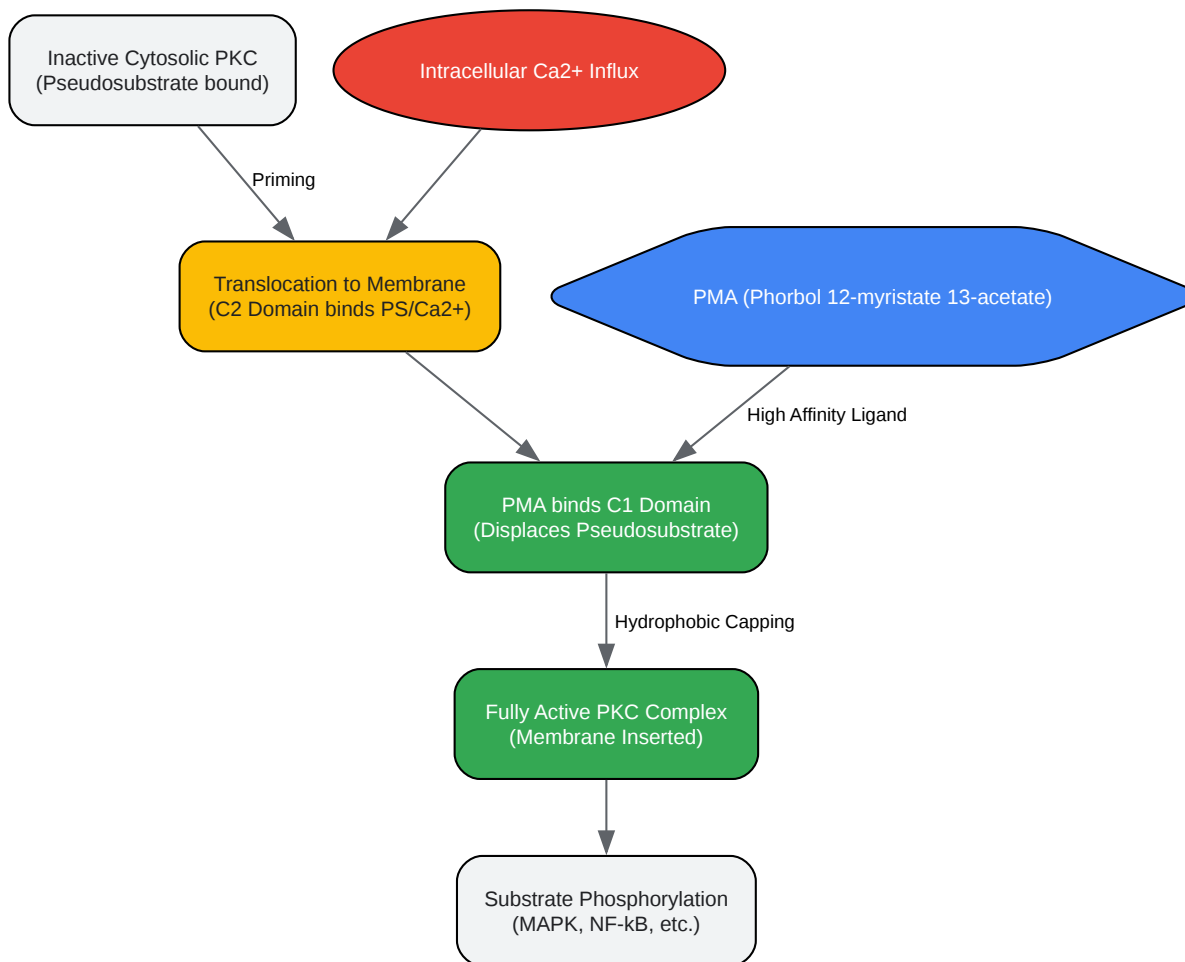 Inactive Cytosolic PKC
(Pseudosubstrate bound)
Intracellular Ca2+ Influx
Priming
Translocation to Membrane
(C2 Domain binds PS/Ca2+)
PMA (Phorbol 12-myristate 13-acetate)
High Affinity Ligand
PMA binds C1 Domain
(Displaces Pseudosubstrate)
Hydrophobic Capping
Fully Active PKC Complex
(Membrane Inserted)
Substrate Phosphorylation
(MAPK, NF-kB, etc.)